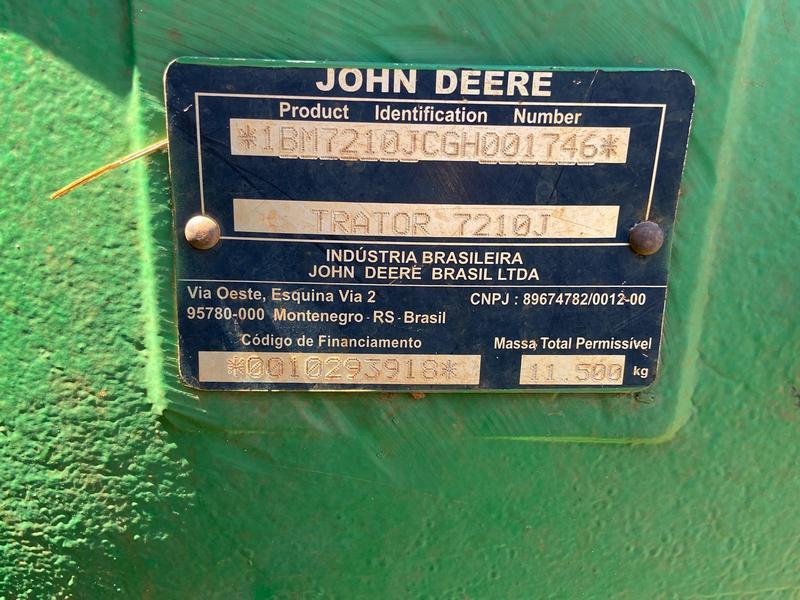 JOHN DEERE
Product Identification Number
*1BM7210JCGH001746*
TRATOR 7210J
INDÚSTRIA BRASILEIRA
JOHN DEERE BRASIL LTDA
Via Oeste, Esquina Via 2 CNPJ : 89674782/0012-00
95780-000 Montenegro - RS - Brasil
Código de Financiamento Massa Total Permissível
*0010293918* 11.500 kg